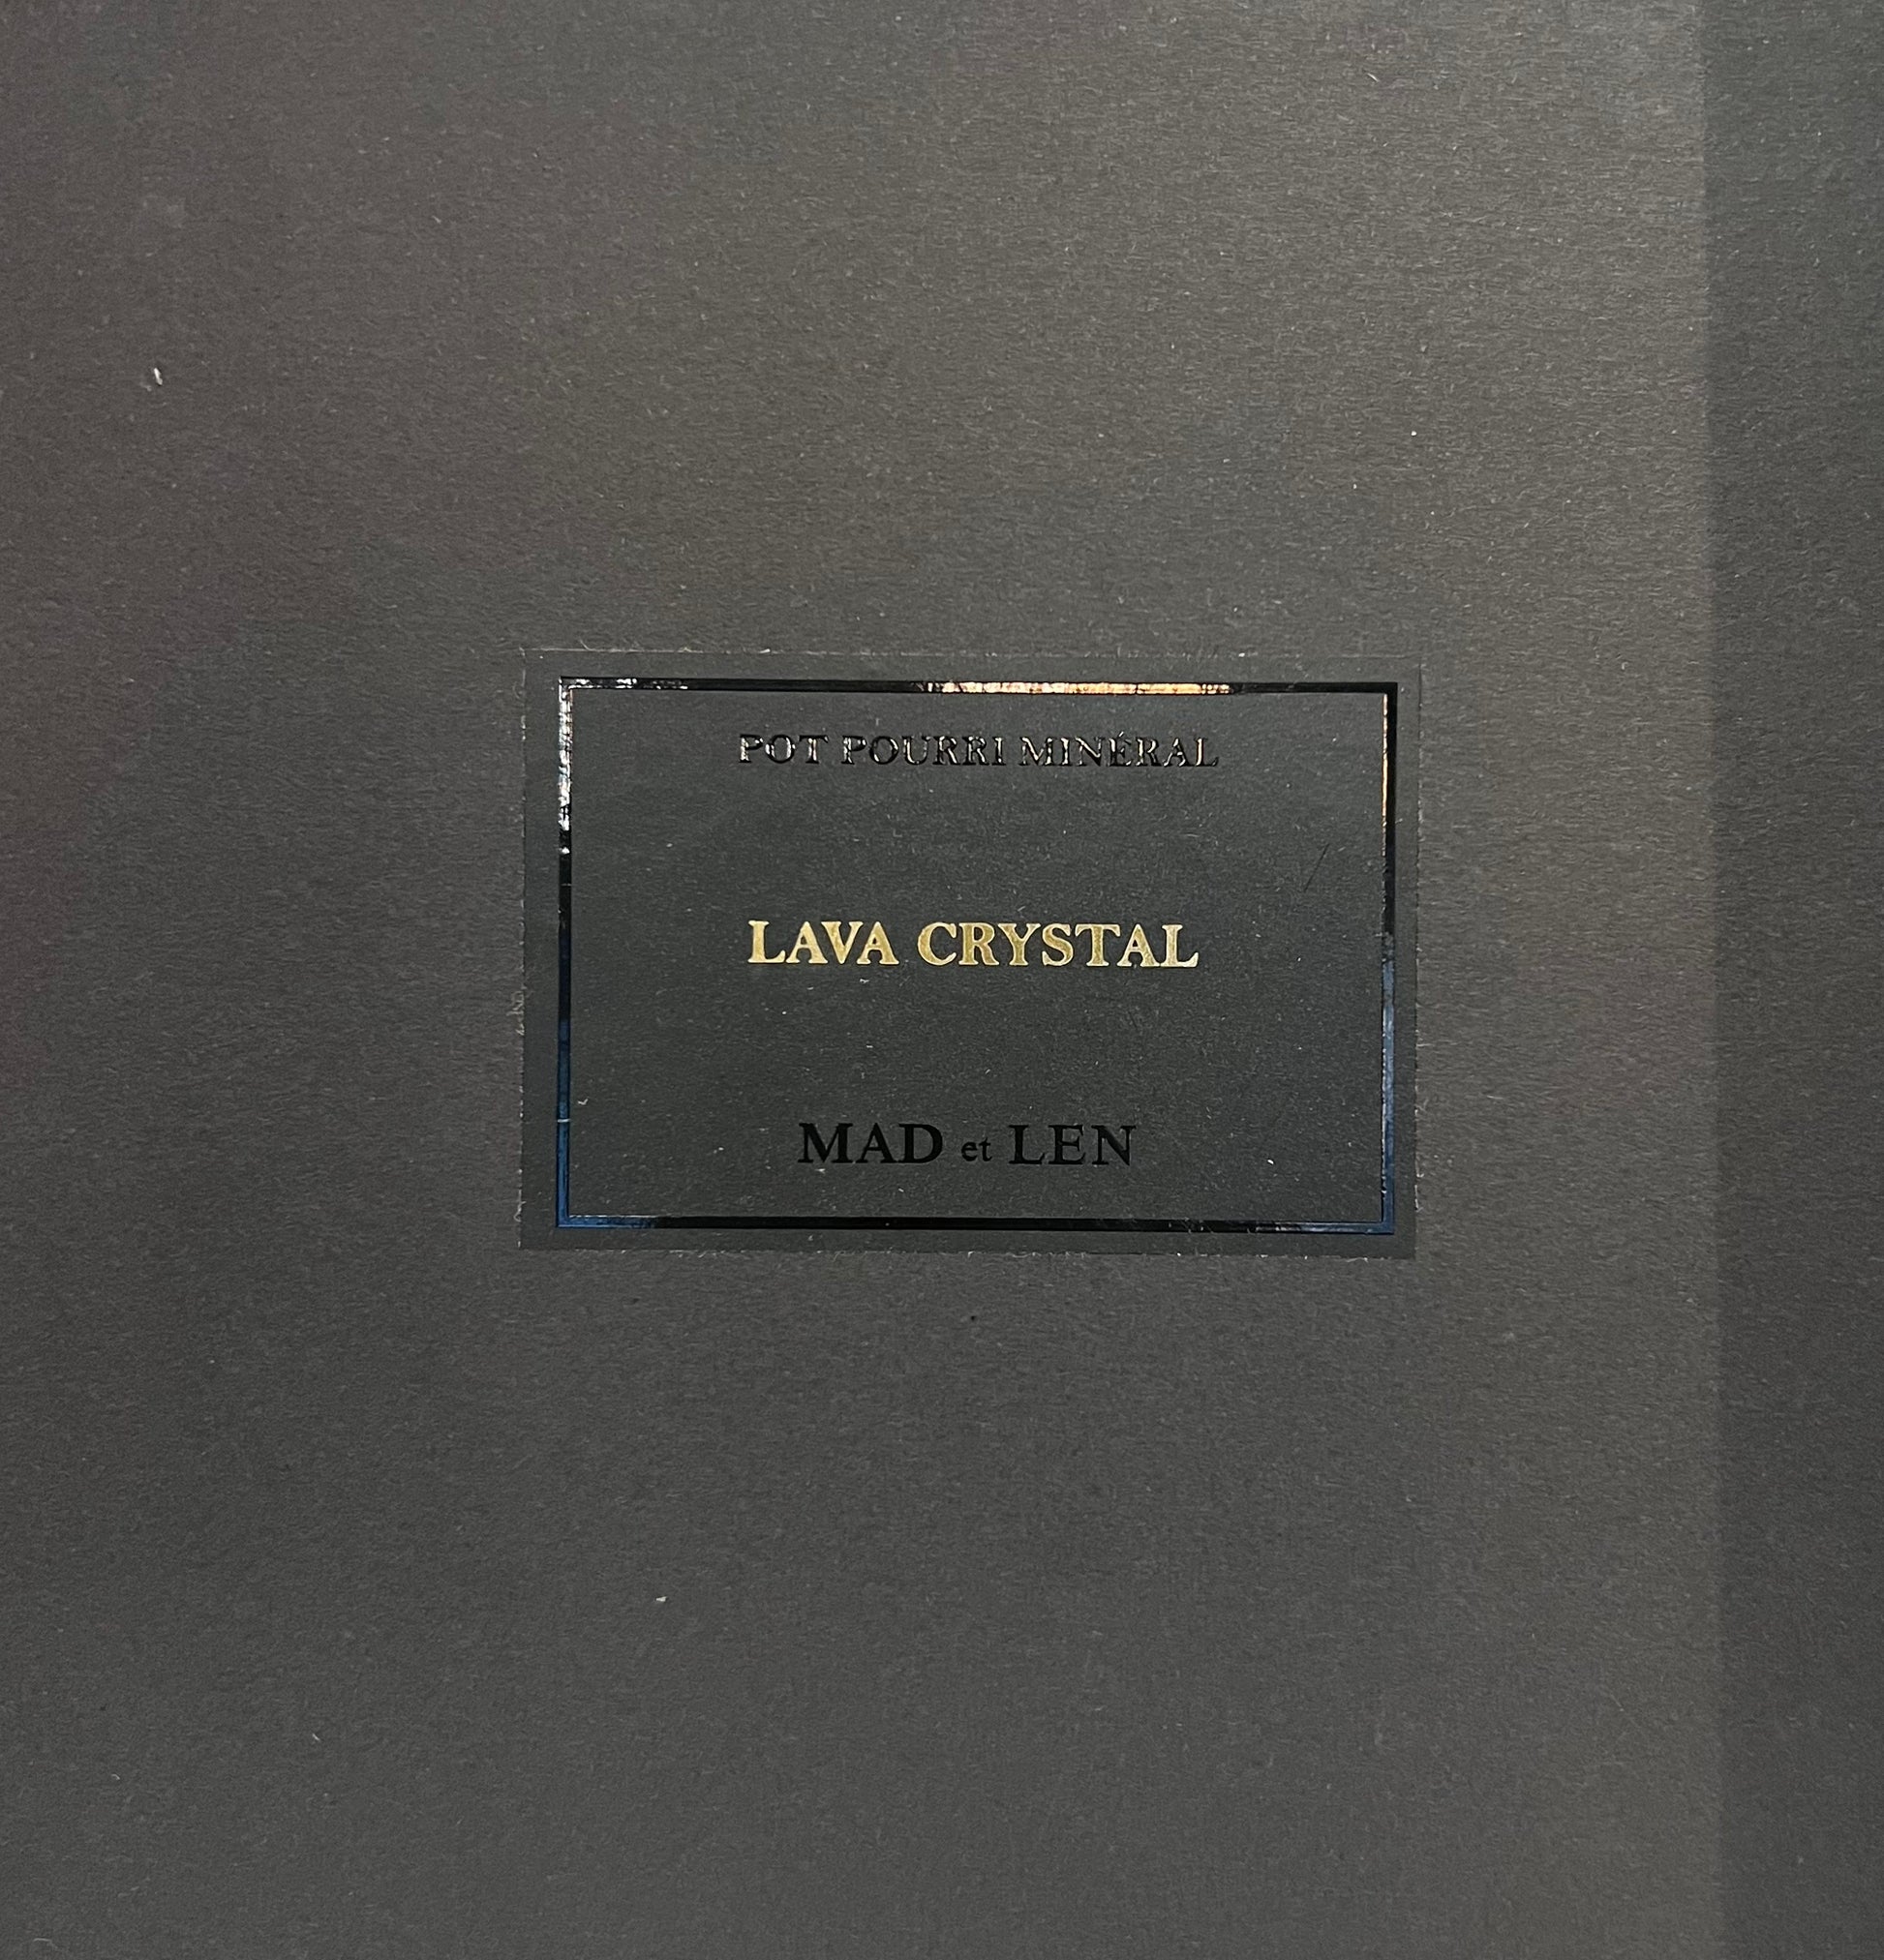 POT POURRI MINÉRAL
LAVA CRYSTAL
MAD et LEN